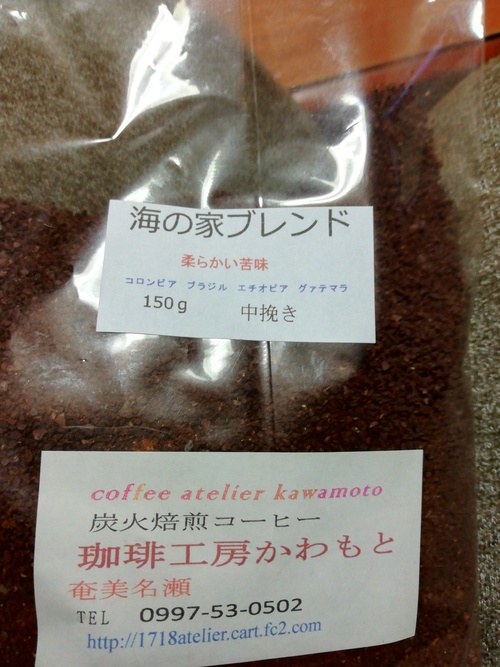 海の家ブレンド
柔らかい苦味
コロンビア ブラジル エチオピア グァテマラ
150g 中挽き
coffee atelier kawamoto
炭火焙煎コーヒー
珈琲工房かわもと
奄美名瀬
TEL 0997-53-0502
http://1718atelier.cart.fc2.com